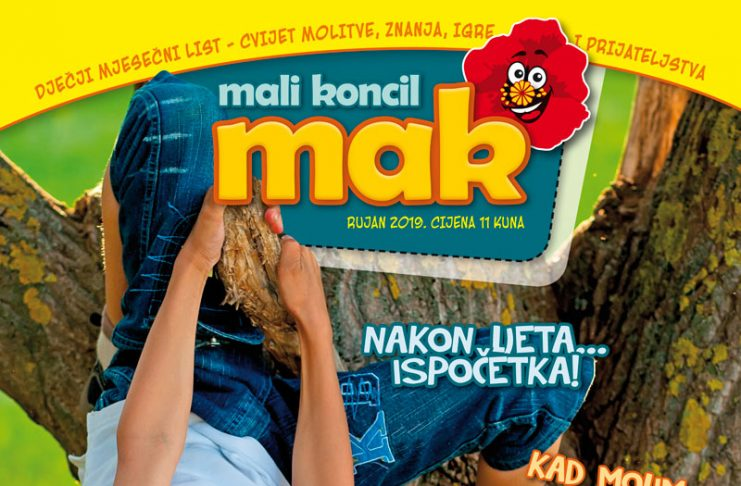 DJEČJI MJESEČNI LIST - CVIJET MOLITVE, ZNANJA, IGRE I PRIJATELJSTVA
mali koncil
mak
RUJAN 2019. CIJENA 11 KUNA
NAKON LJETA...
ISPOČETKA!
KAD MOLIM